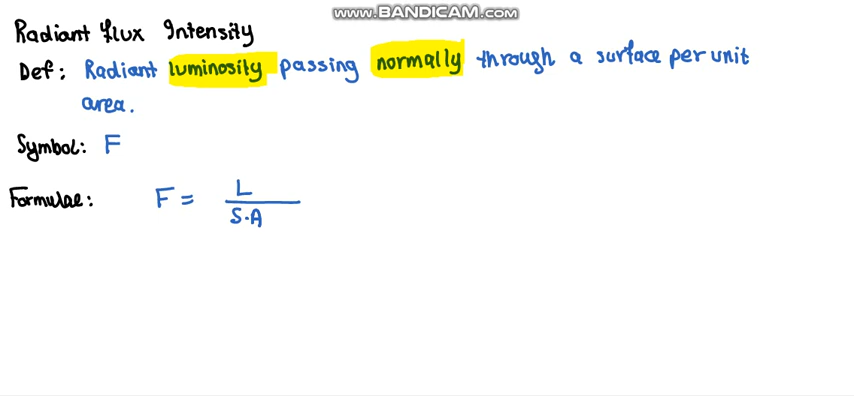 www.BANDICAM.com
Radiant flux Intensity
Def: Radiant luminosity passing normally through a surface per unit
area.
Symbol: F
Formulae: F = L
S.A